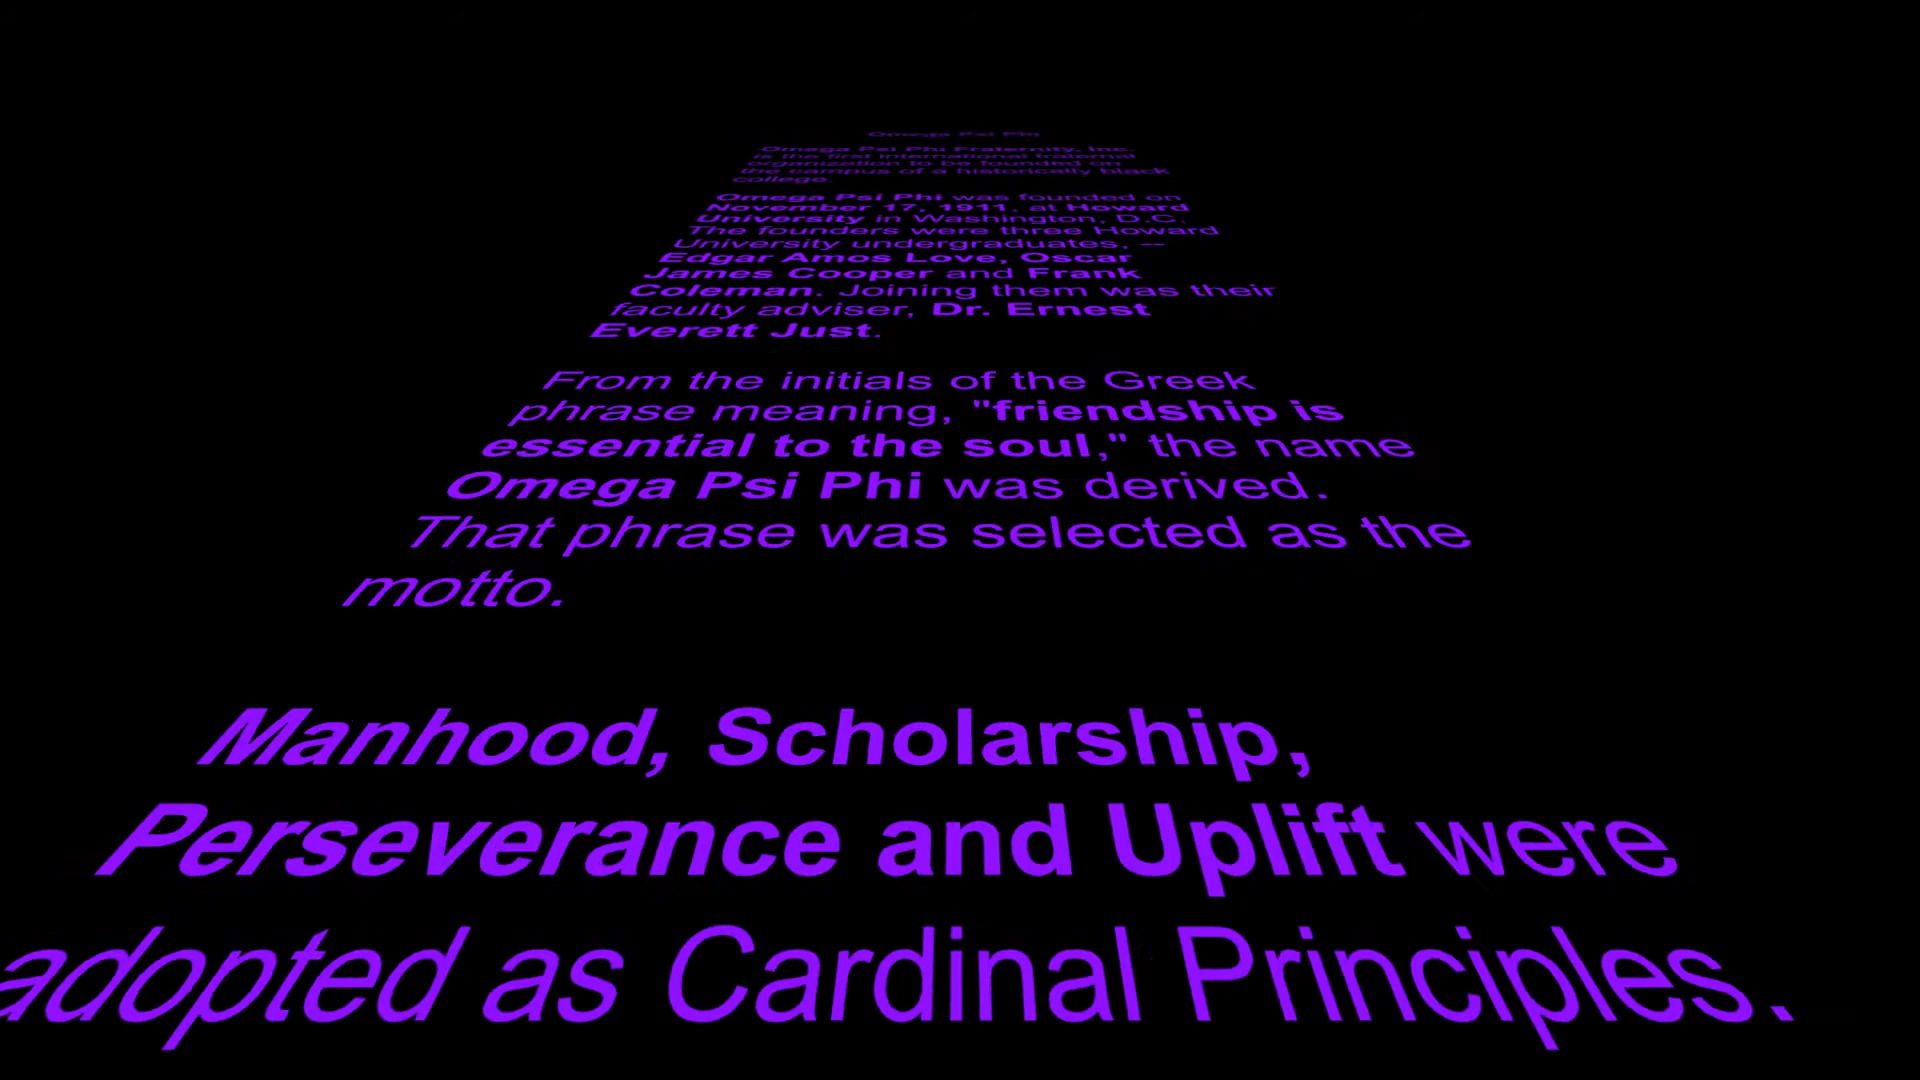 Omega Psi Phi
Omega Psi Phi Fraternity, Inc.
is the first international fraternal
organization to be founded on
the campus of a historically black
college.
Omega Psi Phi was founded on
November 17, 1911, at Howard
University in Washington, D.C.
The founders were three Howard
University undergraduates, --
Edgar Amos Love, Oscar
James Cooper and Frank
Coleman. Joining them was their
faculty adviser, Dr. Ernest
Everett Just.
From the initials of the Greek
phrase meaning, "friendship is
essential to the soul," the name
Omega Psi Phi was derived.
That phrase was selected as the
motto.
Manhood, Scholarship,
Perseverance and Uplift were
adopted as Cardinal Principles.